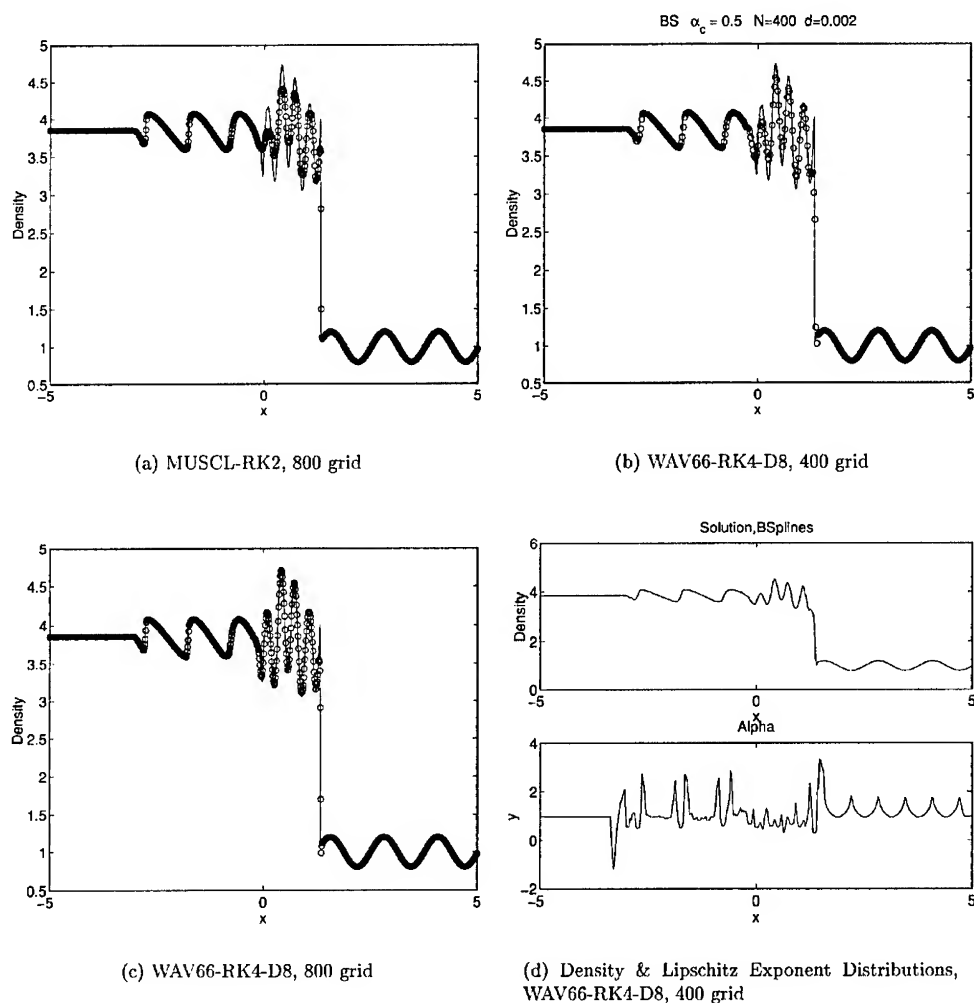 5
4.5
4
3.5
3
2.5
2
1.5
1
0.5
Density
-5
0
5
x
(a) MUSCL-RK2, 800 grid
BS α_c = 0.5 N=400 d=0.002
5
4.5
4
3.5
3
2.5
2
1.5
1
0.5
Density
-5
0
5
x
(b) WAV66-RK4-D8, 400 grid
5
4.5
4
3.5
3
2.5
2
1.5
1
0.5
Density
-5
0
5
x
(c) WAV66-RK4-D8, 800 grid
Solution,BSplines
6
4
2
0
Density
-5
0
5
x
Alpha
4
2
0
-2
y
-5
0
5
x
(d) Density & Lipschitz Exponent Distributions,
WAV66-RK4-D8, 400 grid